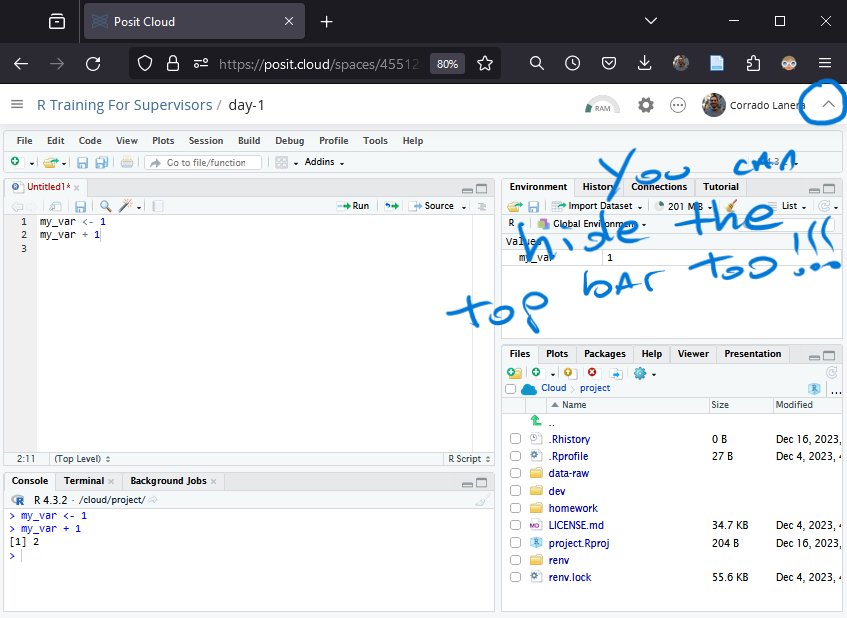 Posit Cloud
https://posit.cloud/spaces/45512
80%
R Training For Supervisors / day-1
RAM
Corrado Lanera
File Edit Code View Plots Session Build Debug Profile Tools Help
Go to file/function
Addins
You can
hide the
top bar too!!!
Untitled1*
Run
Source
1 my_var <- 1
2 my_var + 1
3
2:11 (Top Level) R Script
Environment History Connections Tutorial
Import Dataset 201 MiB List
R Global Environment
Values
my_var 1
Console Terminal Background Jobs
R 4.3.2 · /cloud/project/
> my_var <- 1
> my_var + 1
[1] 2
>
Files Plots Packages Help Viewer Presentation
Cloud project
Name Size Modified
..
.Rhistory 0 B Dec 16, 2023,
.Rprofile 27 B Dec 4, 2023,
data-raw
dev
homework
LICENSE.md 34.7 KB Dec 4, 2023,
project.Rproj 204 B Dec 16, 2023,
renv
renv.lock 55.6 KB Dec 4, 2023,